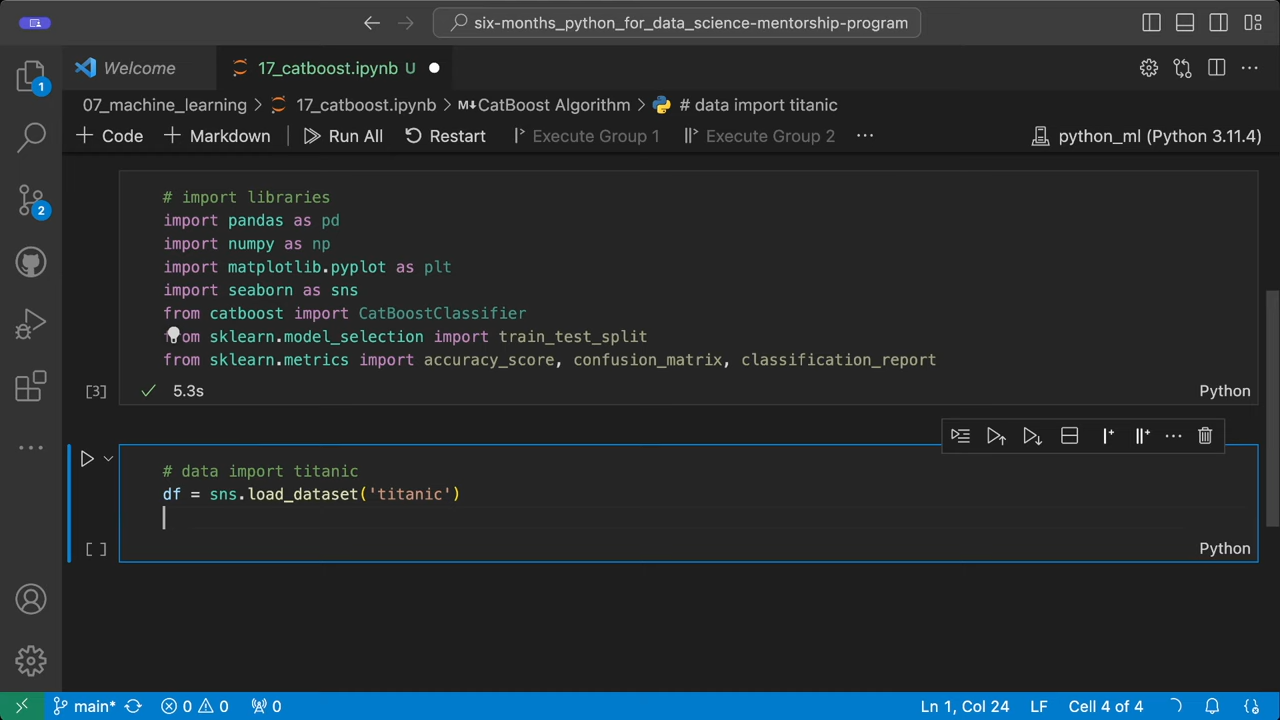 six-months_python_for_data_science-mentorship-program
Welcome
17_catboost.ipynb U
07_machine_learning > 17_catboost.ipynb > M↓CatBoost Algorithm > # data import titanic
+ Code + Markdown | Run All Restart Execute Group 1 Execute Group 2 ... python_ml (Python 3.11.4)
# import libraries
import pandas as pd
import numpy as np
import matplotlib.pyplot as plt
import seaborn as sns
from catboost import CatBoostClassifier
om sklearn.model_selection import train_test_split
from sklearn.metrics import accuracy_score, confusion_matrix, classification_report
[3] ✓ 5.3s Python
# data import titanic
df = sns.load_dataset('titanic')
[ ] Python
1
2
main* 0 0 0 Ln 1, Col 24 LF Cell 4 of 4